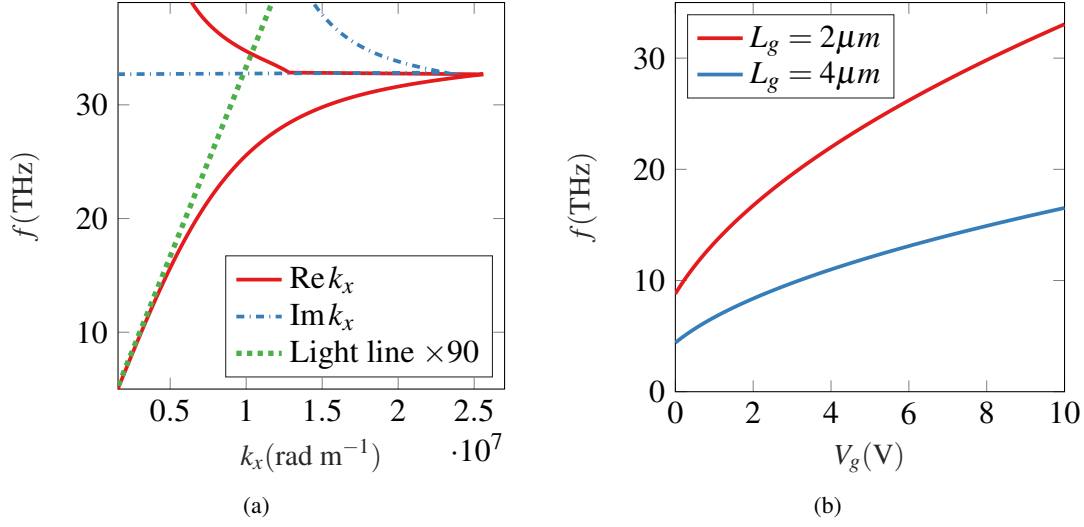 30
20
10
f(THz)
Re k_x
Im k_x
Light line ×90
0.5 1 1.5 2 2.5
k_x(rad m⁻¹)
·10⁷
(a)
30
20
10
0
f(THz)
L_g = 2μm
L_g = 4μm
0 2 4 6 8 10
V_g(V)
(b)